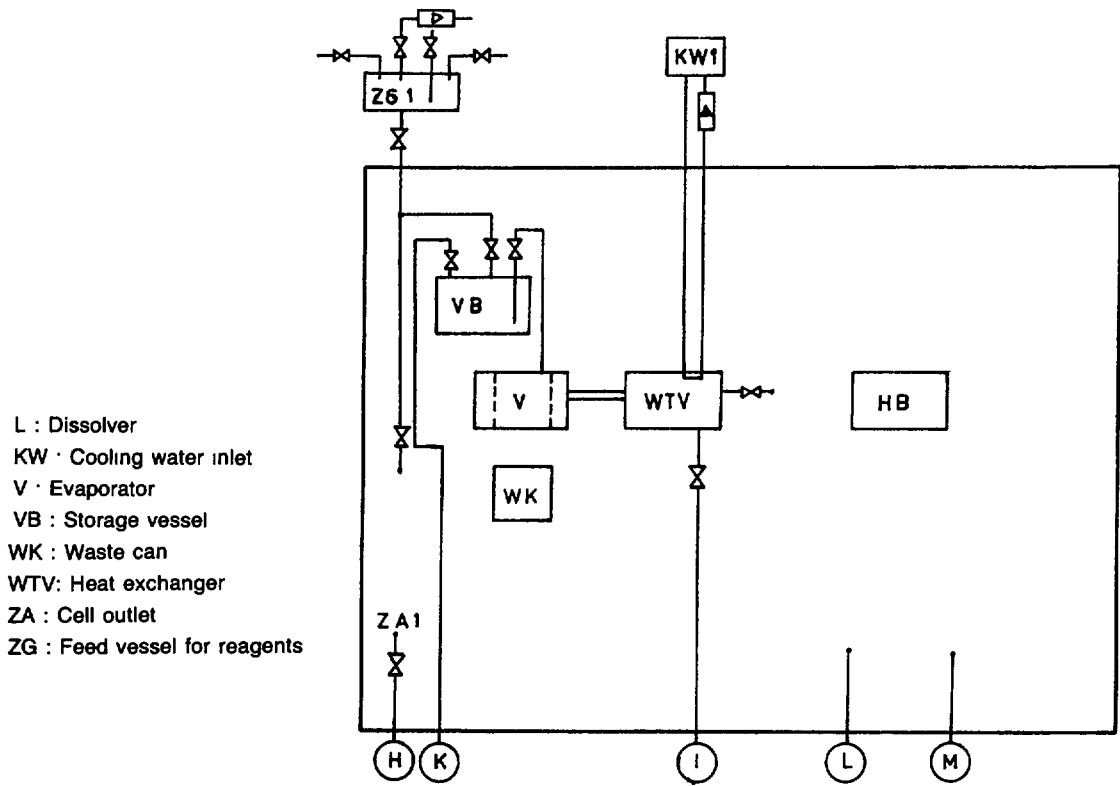 KW1
ZG 1
VB
V
WTV
HB
WK
L : Dissolver
KW · Cooling water inlet
V · Evaporator
VB : Storage vessel
WK : Waste can
WTV: Heat exchanger
ZA : Cell outlet
ZG : Feed vessel for reagents
ZA1
H
K
I
L
M